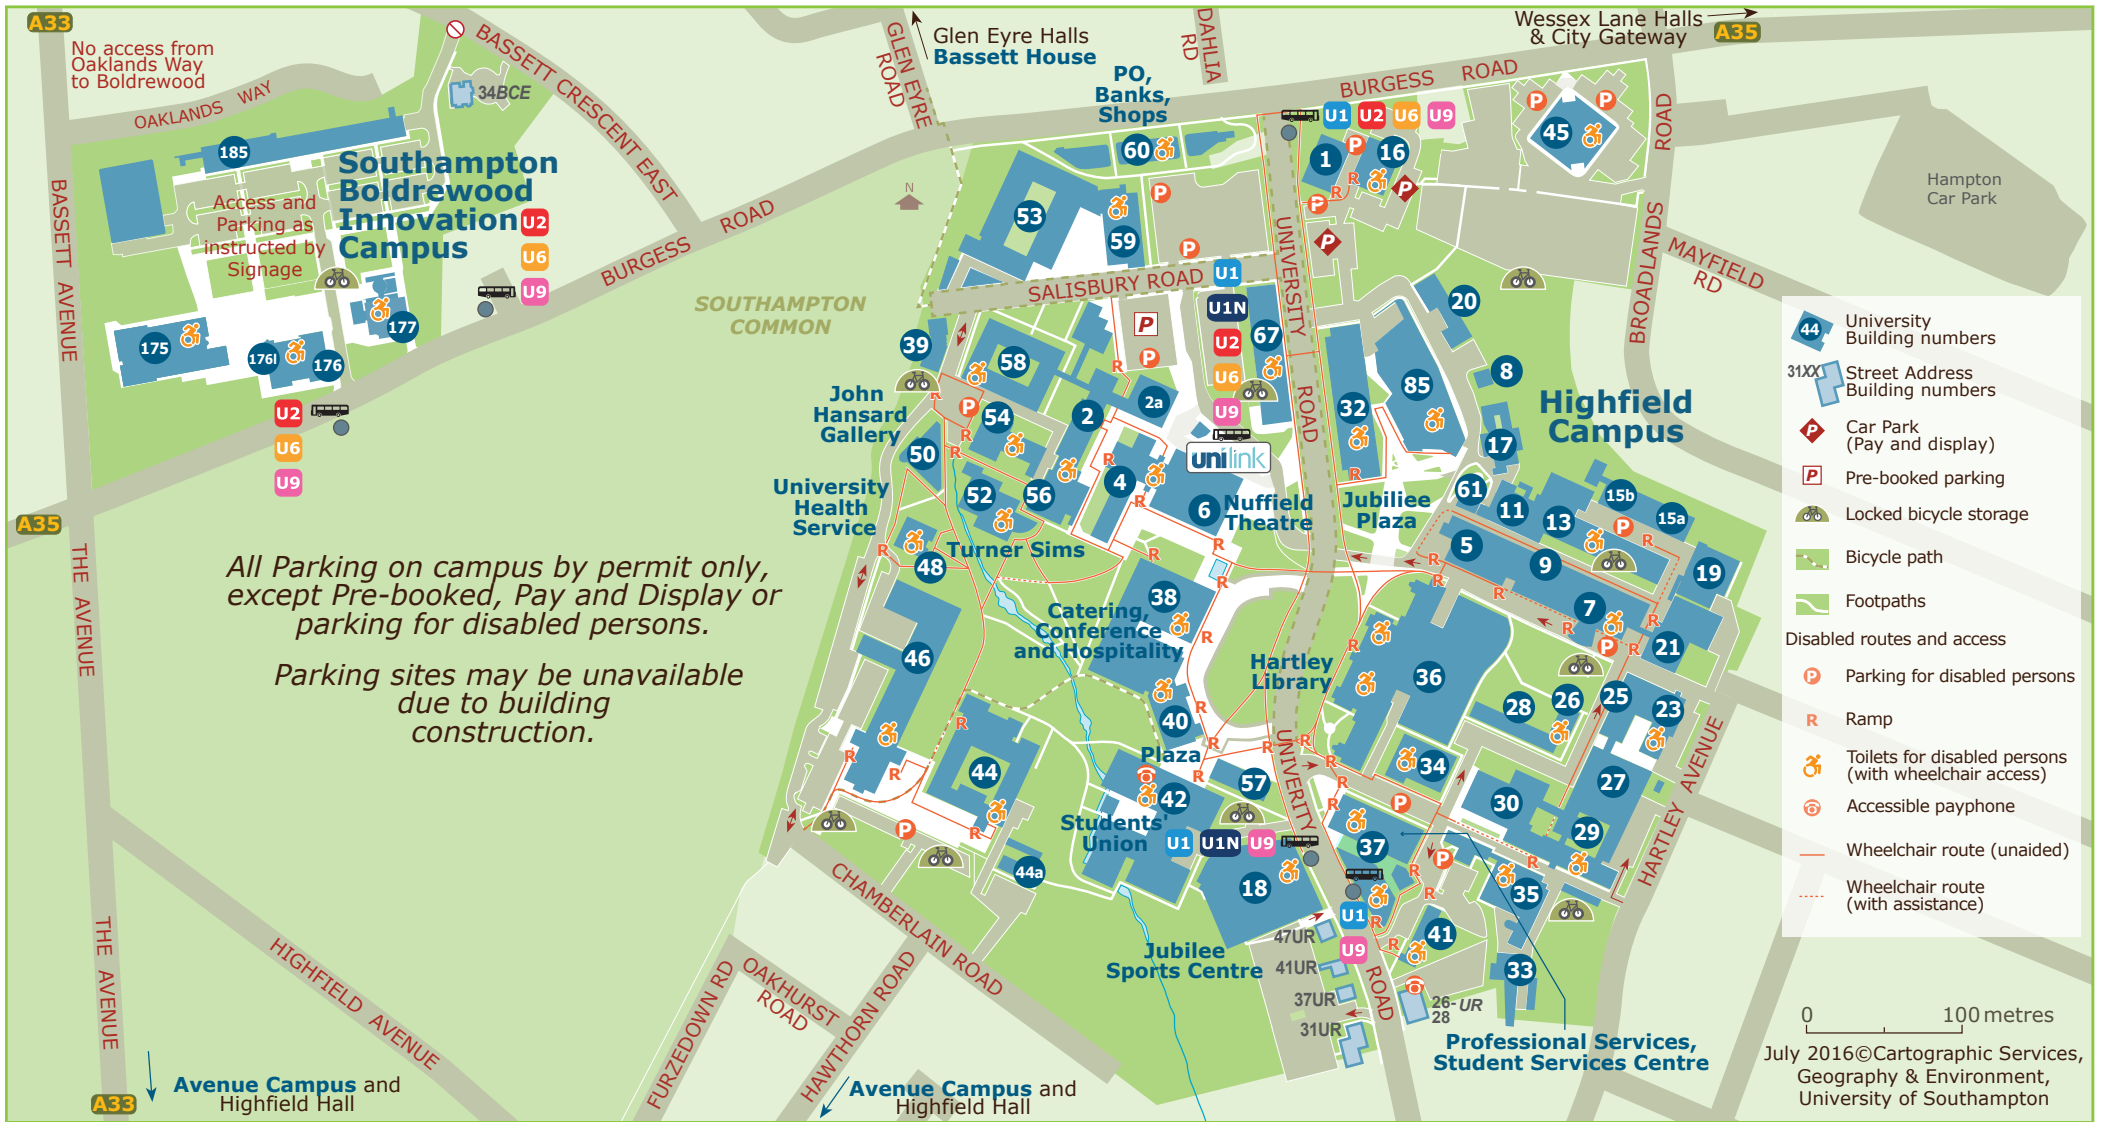 A33
No access from
Oaklands Way
to Boldrewood
OAKLANDS WAY
BASSETT CRESCENT EAST
34BCE
185
Southampton
Boldrewood
Innovation
Campus
Access and
Parking as
instructed by
Signage
U2
U6
U9
BASSETT AVENUE
175
176I
176
177
U2
U6
U9
BURGESS ROAD
A35
THE AVENUE
THE AVENUE
HIGHFIELD AVENUE
A33
Avenue Campus and
Highfield Hall
All Parking on campus by permit only,
except Pre-booked, Pay and Display or
parking for disabled persons.
Parking sites may be unavailable
due to building
construction.
GLEN EYRE
ROAD
Glen Eyre Halls
Bassett House
DAHLIA
RD
Wessex Lane Halls
& City Gateway
A35
BURGESS ROAD
PO,
Banks,
Shops
60
P
P
N
53
59
SOUTHAMPTON
COMMON
SALISBURY ROAD
U1
U1N
U2
U6
U9
unilink
67
UNIVERSITY
ROAD
U1
U2
U6
U9
1
16
P
P
P
P
R
R
45
P
P
ROAD
BROADLANDS
MAYFIELD
RD
Hampton
Car Park
39
58
P
P
R
54
2
2a
P
R
R
R
John
Hansard
Gallery
50
University
Health
Service
52
56
4
R
R
6
Nuffield
Theatre
Turner Sims
48
R
R
R
R
32
R
85
20
8
17
Highfield
Campus
Jubiliee
Plaza
61
11
13
15b
15a
P
R
5
9
7
19
21
R
R
R
R
R
P
R
38
Catering,
Conference
and Hospitality
R
R
R
40
Plaza
R
R
R
46
R
R
R
44
R
P
44a
42
Students'
Union
57
U1
U1N
U9
18
Jubilee
Sports Centre
Hartley
Library
36
R
28
26
25
23
27
34
30
29
R
R
R
P
UNIVERITY
37
R
P
R
R
R
35
33
41
R
R
U1
U9
ROAD
47UR
41UR
37UR
31UR
26-UR
28
Professional Services,
Student Services Centre
HARTLEY AVENUE
CHAMBERLAIN ROAD
FURZEDOWN RD
OAKHURST
ROAD
HAWTHORN ROAD
Avenue Campus and
Highfield Hall
44
University
Building numbers
31XX
Street Address
Building numbers
P
Car Park
(Pay and display)
P
Pre-booked parking
Locked bicycle storage
Bicycle path
Footpaths
Disabled routes and access
P
Parking for disabled persons
R
Ramp
Toilets for disabled persons
(with wheelchair access)
Accessible payphone
Wheelchair route (unaided)
Wheelchair route
(with assistance)
0 100 metres
July 2016©Cartographic Services,
Geography & Environment,
University of Southampton